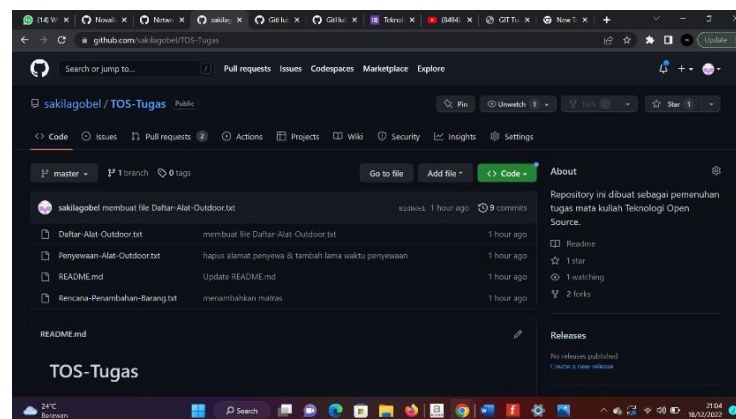 (14) W
Novali
Netwo
sakilag
GitHub
GitHub
Teknol
(8494)
GIT Tu
New T
github.com/sakilagobel/TOS-Tugas
Update
Search or jump to...
/
Pull requests Issues Codespaces Marketplace Explore
sakilagobel / TOS-Tugas Public
Pin
Unwatch 1
Fork
Star 1
Code Issues Pull requests 2 Actions Projects Wiki Security Insights Settings
master 1 branch 0 tags
Go to file Add file Code
sakilagobel membuat file Daftar-Alat-Outdoor.txt 1 hour ago 9 commits
Daftar-Alat-Outdoor.txt membuat file Daftar-Alat-Outdoor.txt 1 hour ago
Penyewaan-Alat-Outdoor.txt hapus alamat penyewa & tambah lama waktu penyewaan 1 hour ago
README.md Update README.md 1 hour ago
Rencana-Penambahan-Barang.txt menambahkan matras 1 hour ago
README.md
TOS-Tugas
About
Repository ini dibuat sebagai pemenuhan
tugas mata kuliah Teknologi Open
Source.
Readme
1 star
1 watching
2 forks
Releases
No releases published
Create a new release
24°C
Berawan
Search
21:04
18/12/2022